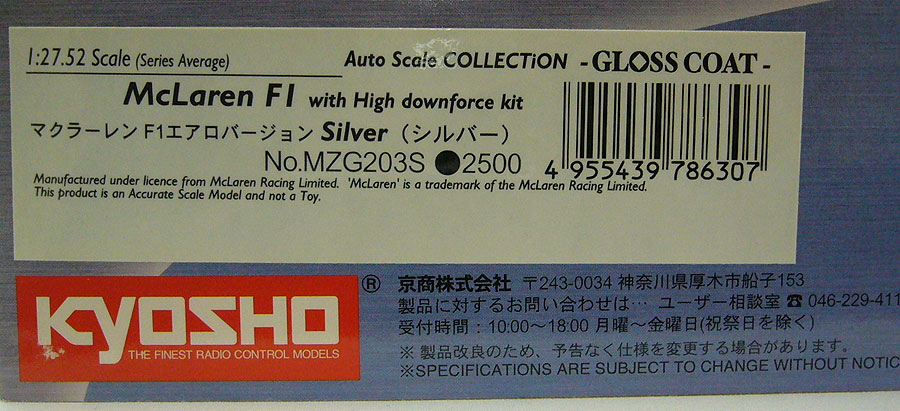 1:27.52 Scale (Series Average) Auto Scale COLLECTiON - GLOSS COAT -
McLaren F1 with High downforce kit
マクラーレン F1エアロバージョン Silver (シルバー)
No.MZG203S ●2500
4 955439 786307
Manufactured under licence from McLaren Racing Limited. 'McLaren' is a trademark of the McLaren Racing Limited.
This product is an Accurate Scale Model and not a Toy.
KYOSHO ®
THE FINEST RADIO CONTROL MODELS
京商株式会社 〒243-0034 神奈川県厚木市船子153
製品に対するお問い合わせは… ユーザー相談室 ☎ 046-229-411
受付時間:10:00〜18:00 月曜〜金曜日(祝祭日を除く)
※ 製品改良のため、予告なく仕様を変更する場合があります。
※SPECIFICATIONS ARE SUBJECT TO CHANGE WITHOUT NOTIC